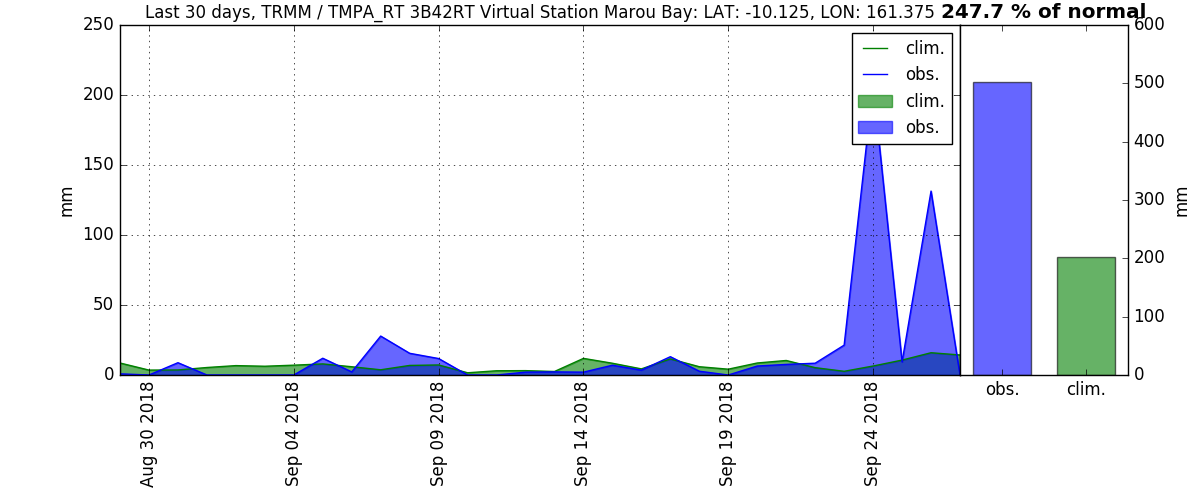 Last 30 days, TRMM / TMPA_RT 3B42RT Virtual Station Marou Bay: LAT: -10.125, LON: 161.375 247.7 % of normal
250
200
150
100
50
0
mm
clim.
obs.
clim.
obs.
600
500
400
300
200
100
0
mm
obs.
clim.
Aug 30 2018
Sep 04 2018
Sep 09 2018
Sep 14 2018
Sep 19 2018
Sep 24 2018